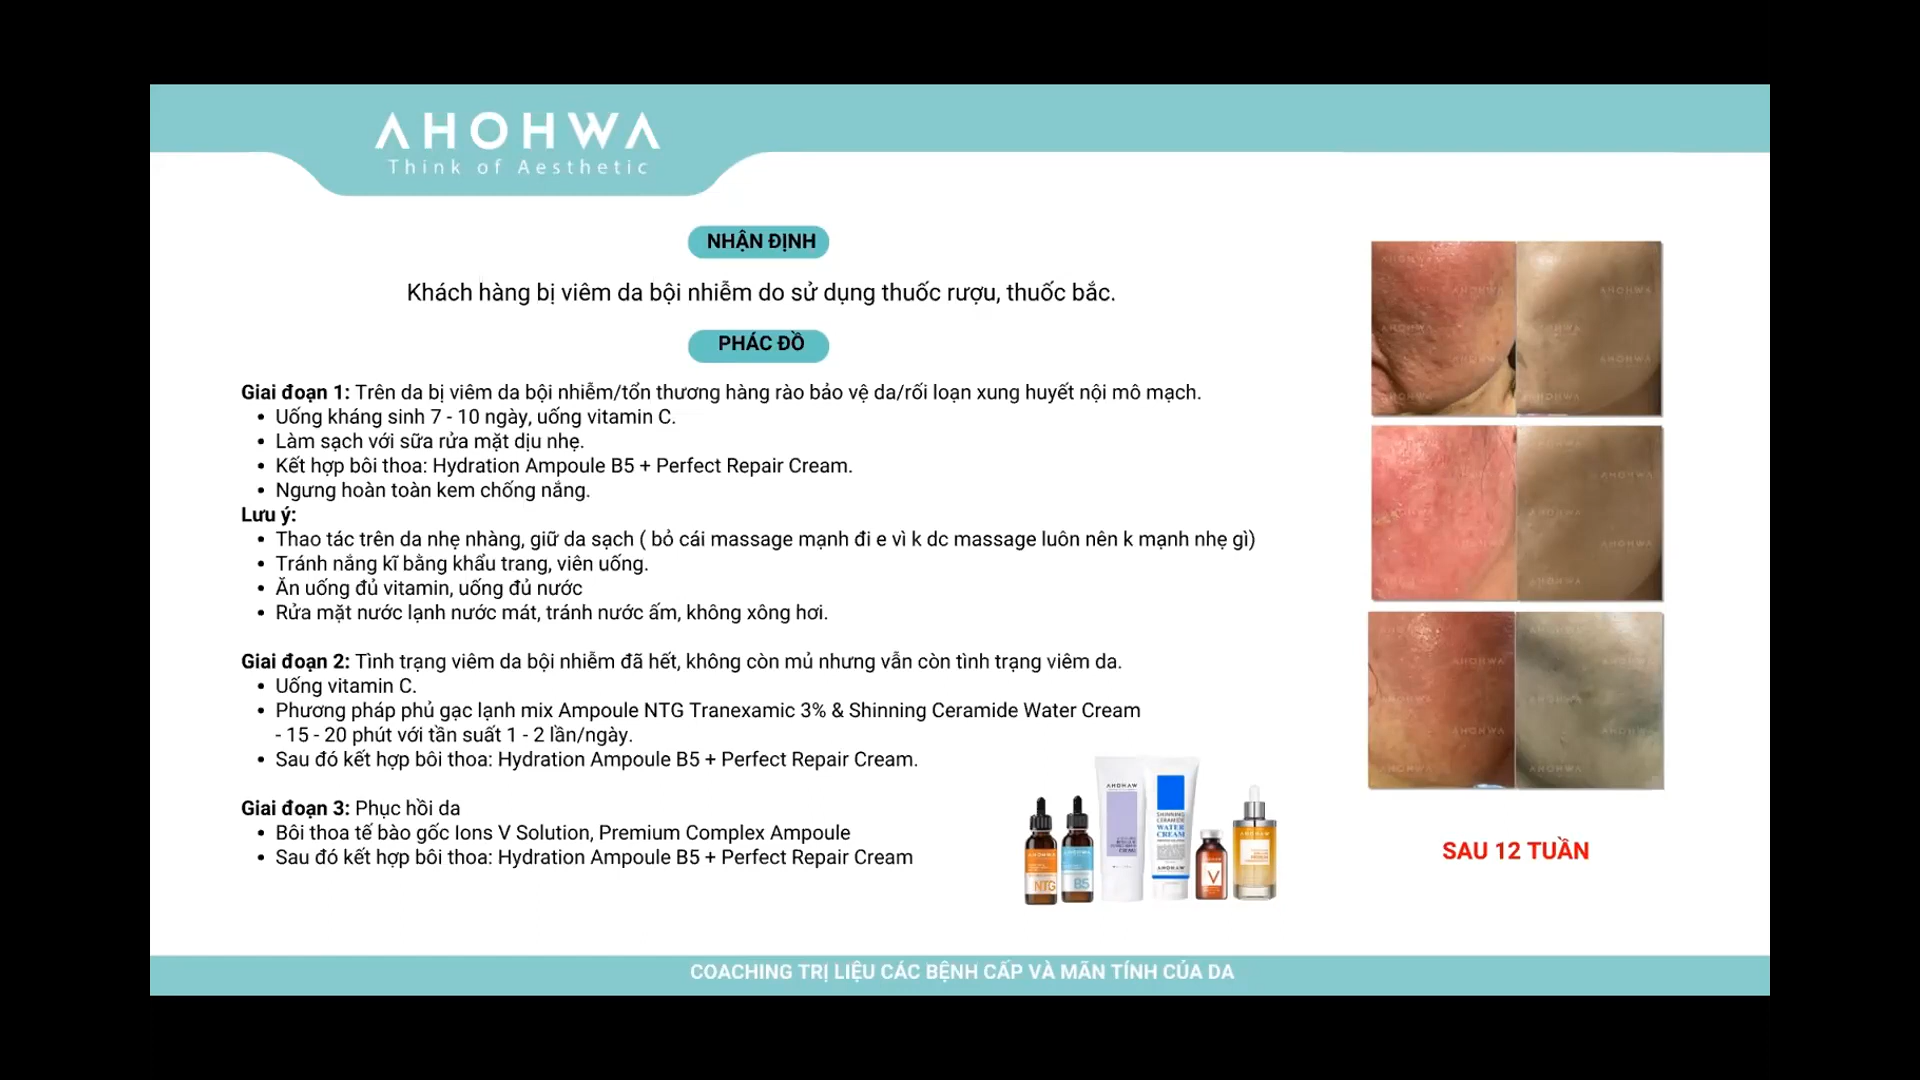 AHOHWA
Think of Aesthetic
NHẬN ĐỊNH
Khách hàng bị viêm da bội nhiễm do sử dụng thuốc rượu, thuốc bắc.
PHÁC ĐỒ
Giai đoạn 1: Trên da bị viêm da bội nhiễm/tổn thương hàng rào bảo vệ da/rối loạn xung huyết nội mô mạch.
• Uống kháng sinh 7 - 10 ngày, uống vitamin C.
• Làm sạch với sữa rửa mặt dịu nhẹ.
• Kết hợp bôi thoa: Hydration Ampoule B5 + Perfect Repair Cream.
• Ngưng hoàn toàn kem chống nắng.
Lưu ý:
• Thao tác trên da nhẹ nhàng, giữ da sạch ( bỏ cái massage mạnh đi e vì k dc massage luôn nên k mạnh nhẹ gì)
• Tránh nắng kĩ bằng khẩu trang, viên uống.
• Ăn uống đủ vitamin, uống đủ nước
• Rửa mặt nước lạnh nước mát, tránh nước ấm, không xông hơi.
Giai đoạn 2: Tình trạng viêm da bội nhiễm đã hết, không còn mủ nhưng vẫn còn tình trạng viêm da.
• Uống vitamin C.
• Phương pháp phủ gạc lạnh mix Ampoule NTG Tranexamic 3% & Shinning Ceramide Water Cream
- 15 - 20 phút với tần suất 1 - 2 lần/ngày.
• Sau đó kết hợp bôi thoa: Hydration Ampoule B5 + Perfect Repair Cream.
Giai đoạn 3: Phục hồi da
• Bôi thoa tế bào gốc Ions V Solution, Premium Complex Ampoule
• Sau đó kết hợp bôi thoa: Hydration Ampoule B5 + Perfect Repair Cream
NTG
B5
SHINNING
CERAMIDE
WATER
CREAM
V
SAU 12 TUẦN
COACHING TRỊ LIỆU CÁC BỆNH CẤP VÀ MÃN TÍNH CỦA DA